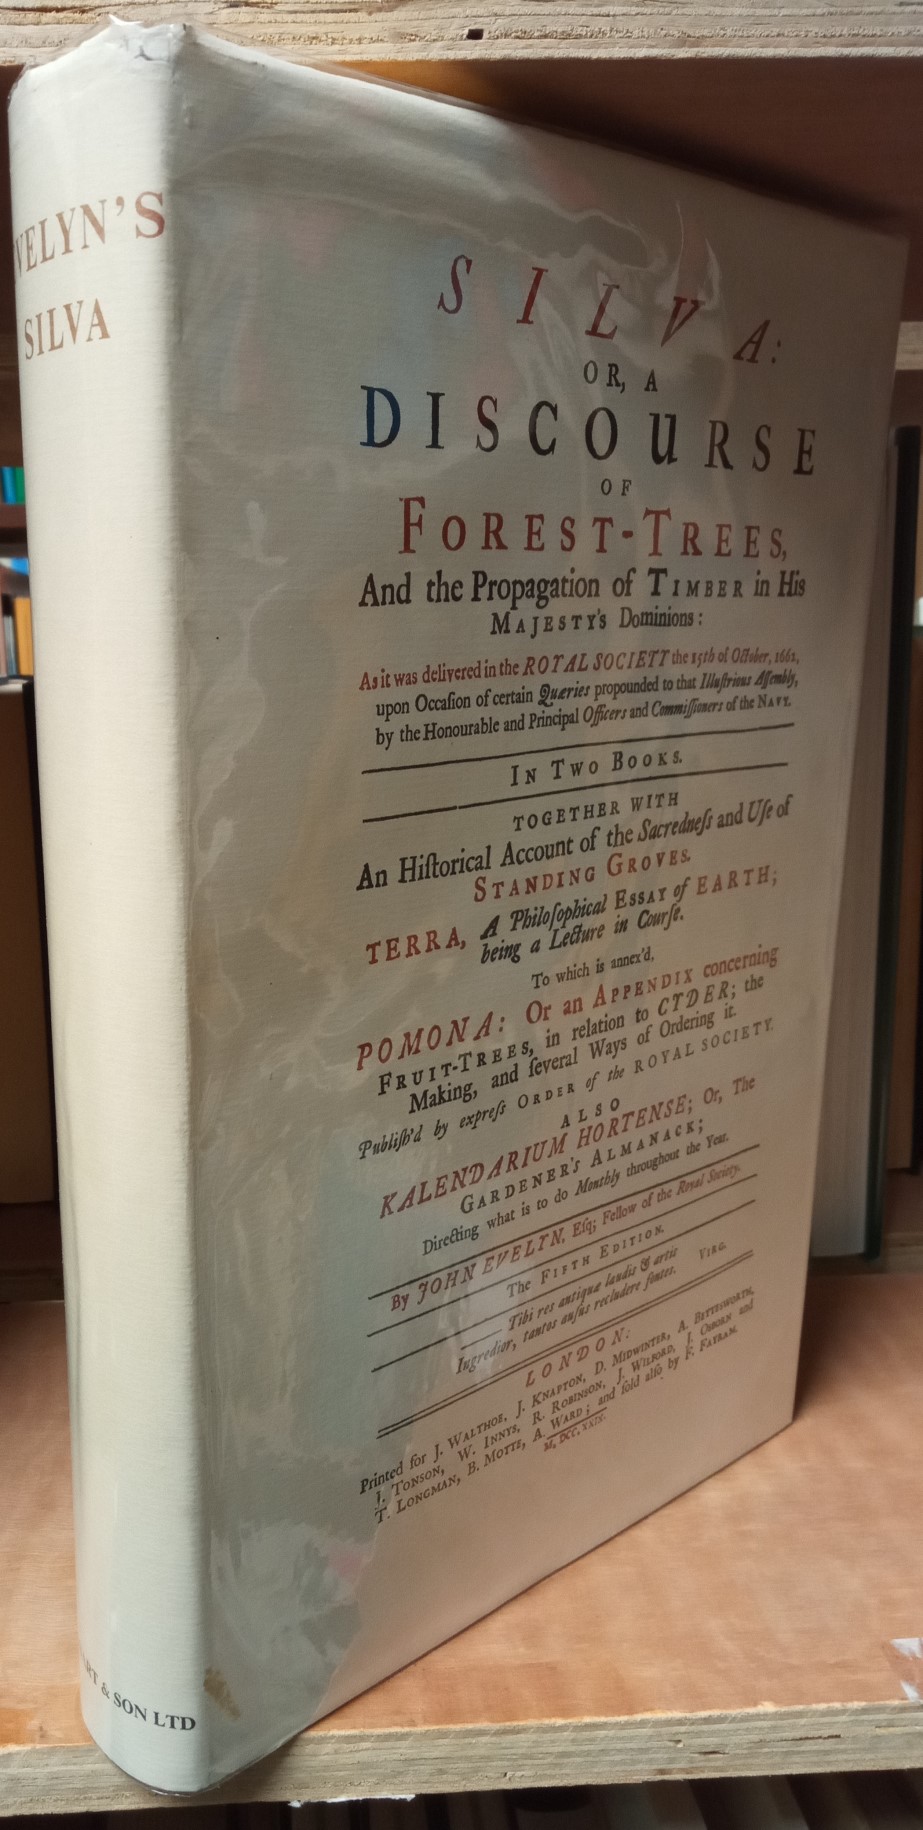 VELYN'S
SILVA
RT & SON LTD
SILVA:
OR, A
DISCOURSE
OF
FOREST-TREES,
And the Propagation of TIMBER in His
MAJESTY'S Dominions:
As it was delivered in the ROYAL SOCIETY the 15th of October, 1662,
upon Occaſion of certain Quæries propounded to that Illuſtrious Aſſembly,
by the Honourable and Principal Officers and Commiſſioners of the NAVY.
IN TWO BOOKS.
TOGETHER WITH
An Hiſtorical Account of the Sacredneſs and Uſe of
STANDING GROVES.
TERRA, A Philoſophical ESSAY of EARTH;
being a Lecture in Courſe.
To which is annex'd,
POMONA: Or an APPENDIX concerning
FRUIT-TREES, in relation to CYDER; the
Making, and ſeveral Ways of Ordering it.
Publiſh'd by expreſs ORDER of the ROYAL SOCIETY.
ALSO
KALENDARIUM HORTENSE; Or, The
GARDENER'S ALMANACK;
Directing what is to do Monthly throughout the Year.
By JOHN EVELYN, Eſq; Fellow of the Royal Society.
The FIFTH EDITION.
Tibi res antiquæ laudis & artis
Ingredior, tantos auſus recludere fontes. VIRG.
LONDON:
Printed for J. WALTHOE, J. KNAPTON, D. MIDWINTER, A. BETTESWORTH,
J. TONSON, W. INNYS, R. ROBINSON, J. WILFORD, J. OSBORN and
T. LONGMAN, B. MOTTE, A. WARD; and ſold alſo by F. FAYRAM.
M, DCC, XXIX.